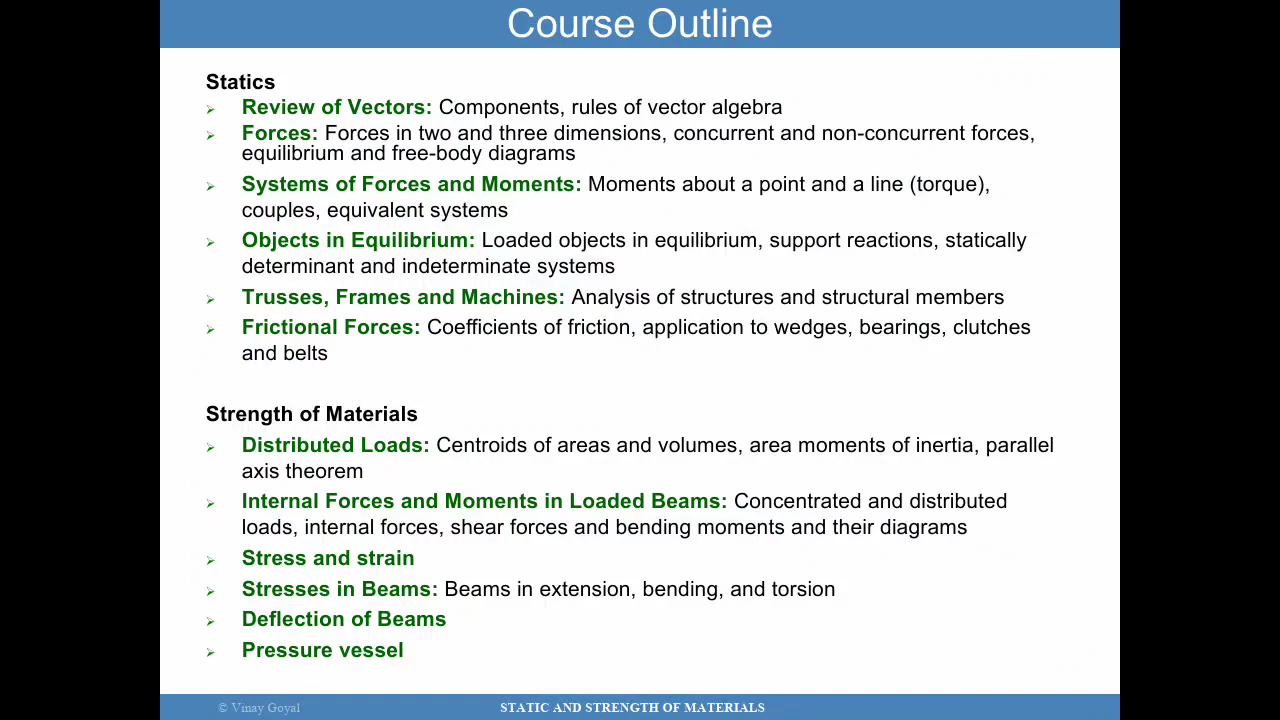 Course Outline
Statics
Review of Vectors: Components, rules of vector algebra
Forces: Forces in two and three dimensions, concurrent and non-concurrent forces,
equilibrium and free-body diagrams
Systems of Forces and Moments: Moments about a point and a line (torque),
couples, equivalent systems
Objects in Equilibrium: Loaded objects in equilibrium, support reactions, statically
determinant and indeterminate systems
Trusses, Frames and Machines: Analysis of structures and structural members
Frictional Forces: Coefficients of friction, application to wedges, bearings, clutches
and belts
Strength of Materials
Distributed Loads: Centroids of areas and volumes, area moments of inertia, parallel
axis theorem
Internal Forces and Moments in Loaded Beams: Concentrated and distributed
loads, internal forces, shear forces and bending moments and their diagrams
Stress and strain
Stresses in Beams: Beams in extension, bending, and torsion
Deflection of Beams
Pressure vessel
© Vinay Goyal
STATIC AND STRENGTH OF MATERIALS